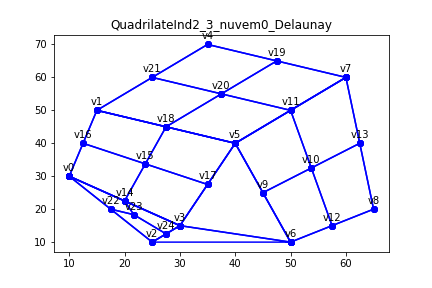 QuadrilateInd2_3_nuvem0_Delaunay
v4
70
v19
v21
v7
60
v20
v1
v11
50
v18
v16
v5
v13
40
v15
v10
v0
v17
30
v9
v14
v22
v23
v8
20
v3
v24
v12
v2
v6
10
10 20 30 40 50 60